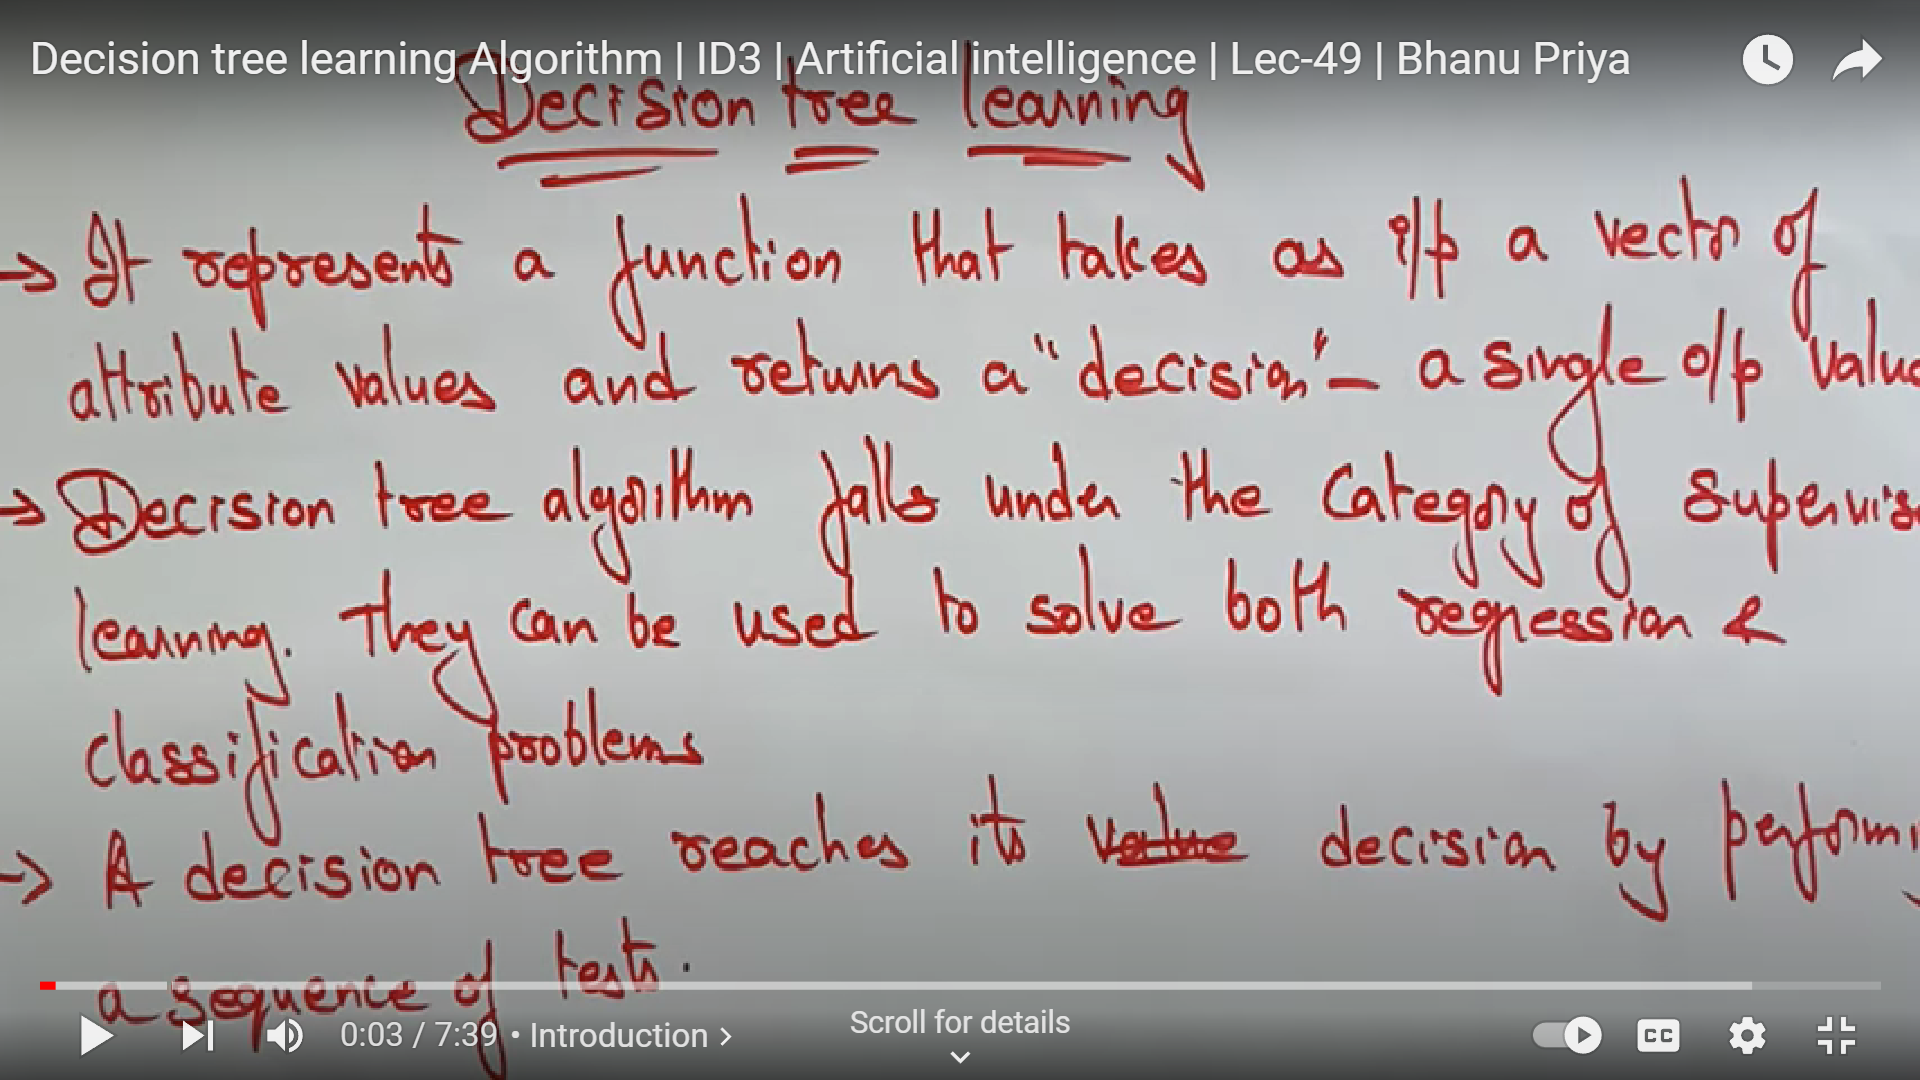 Decision tree learning Algorithm | ID3 | Artificial intelligence | Lec-49 | Bhanu Priya
Decision tree learning
→ It represents a function that takes as i/p a vector of
attribute values and returns a "decision" - a single o/p value
→ Decision tree algorithm falls under the Category of Supervis
learning. They can be used to solve both regression &
classification problems
→ A decision tree reaches its value decision by performi
a sequence of tests.
0:03 / 7:39 • Introduction >
Scroll for details
CC